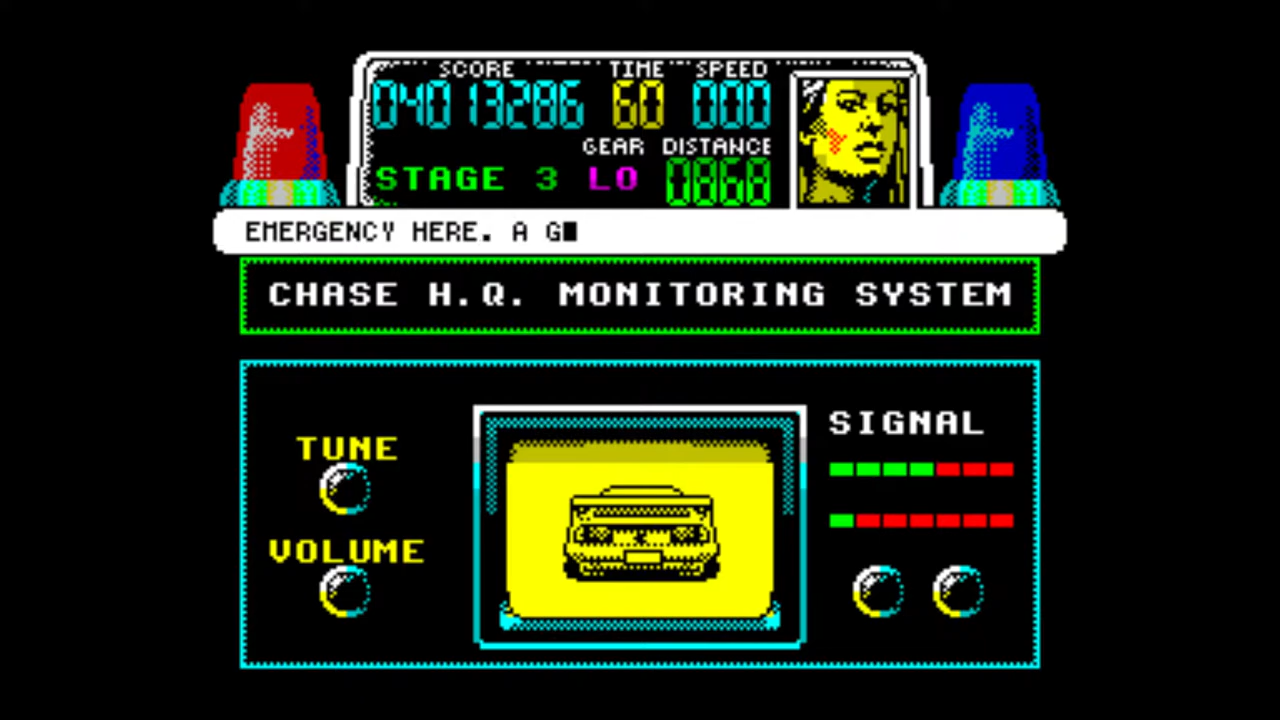 SCORE TIME SPEED
04013286 60 000
GEAR DISTANCE
STAGE 3 LO 0868
EMERGENCY HERE. A G
CHASE H.Q. MONITORING SYSTEM
SIGNAL
TUNE
VOLUME